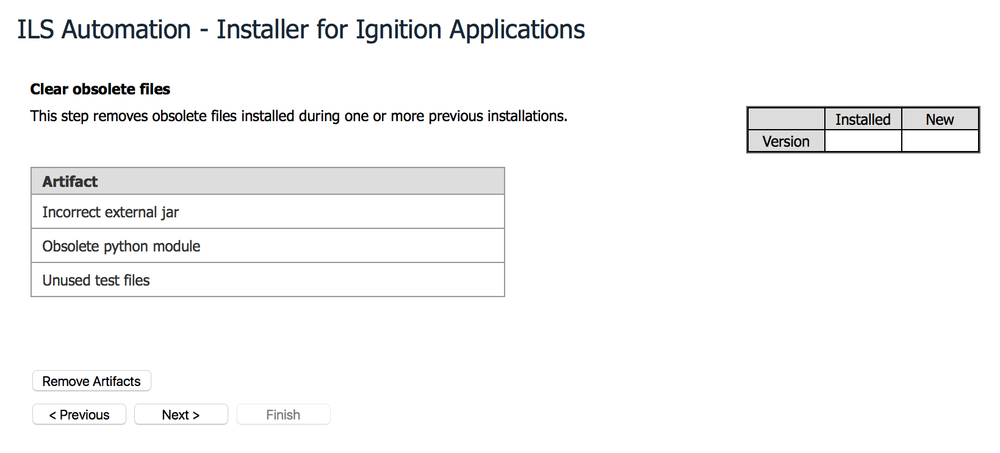 ILS Automation - Installer for Ignition Applications
Clear obsolete files
This step removes obsolete files installed during one or more previous installations.
Installed New
Version
Artifact
Incorrect external jar
Obsolete python module
Unused test files
Remove Artifacts
< Previous Next > Finish